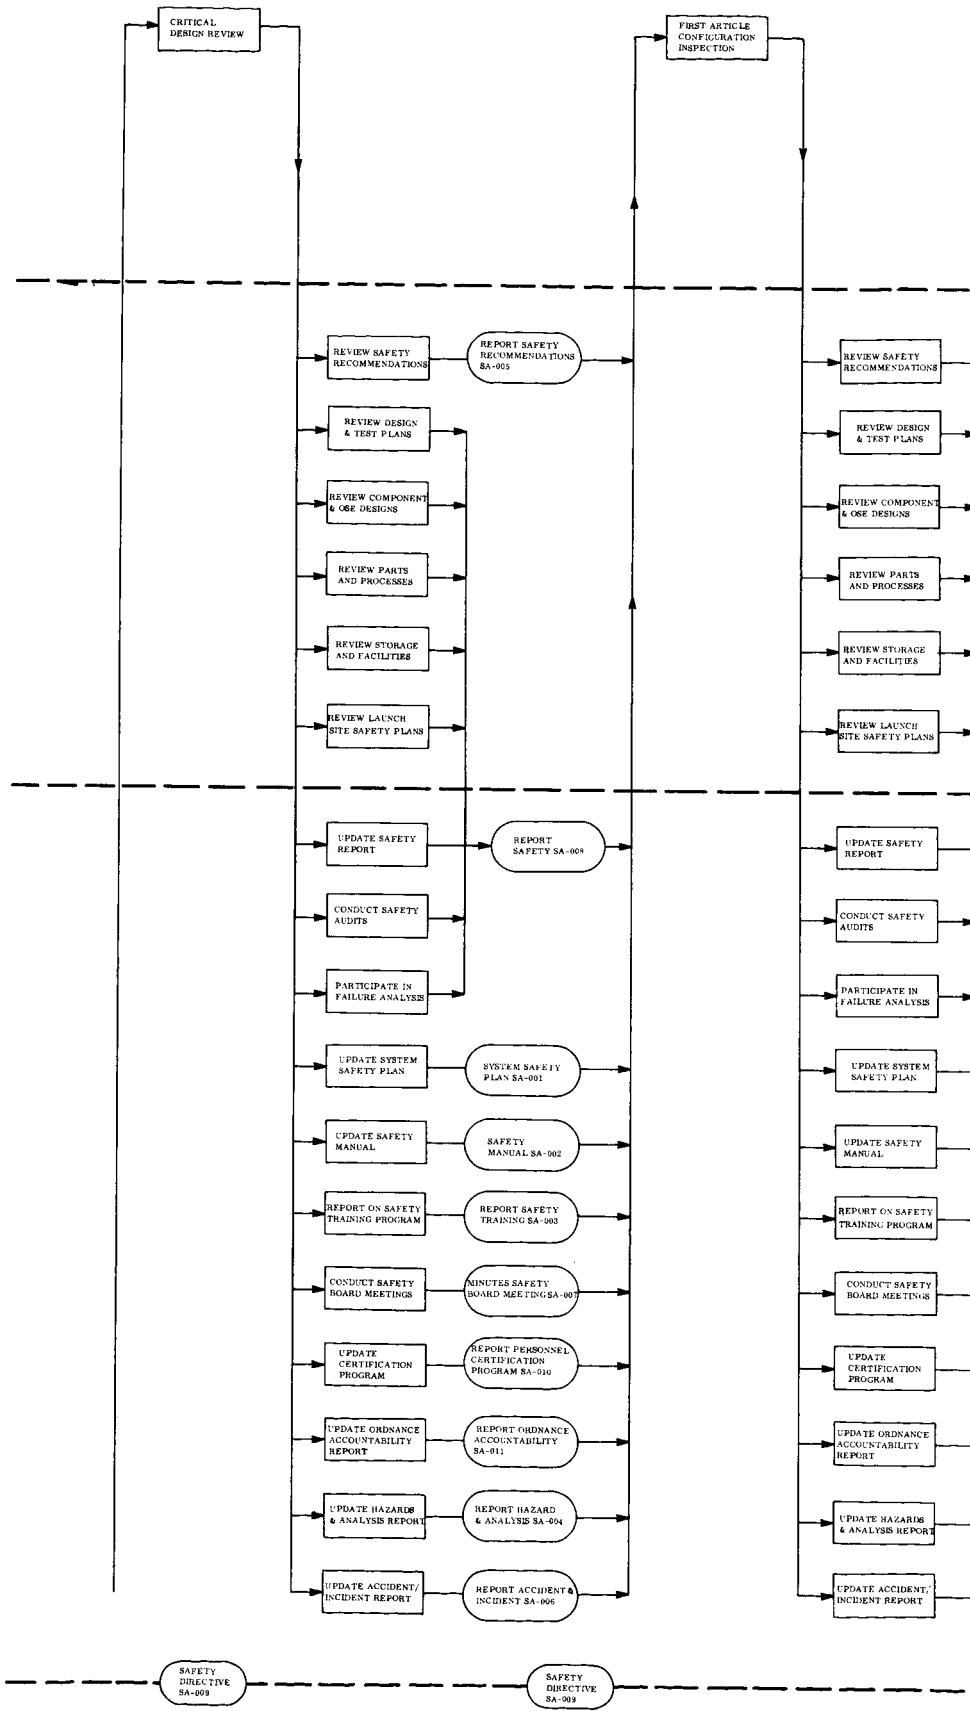 CRITICAL
DESIGN REVIEW
FIRST ARTICLE
CONFIGURATION
INSPECTION
REVIEW SAFETY
RECOMMENDATIONS
REPORT SAFETY
RECOMMENDATIONS
SA-005
REVIEW SAFETY
RECOMMENDATIONS
REVIEW DESIGN
& TEST PLANS
REVIEW DESIGN
& TEST PLANS
REVIEW COMPONENT
& OSE DESIGNS
REVIEW COMPONENT
& OSE DESIGNS
REVIEW PARTS
AND PROCESSES
REVIEW PARTS
AND PROCESSES
REVIEW STORAGE
AND FACILITIES
REVIEW STORAGE
AND FACILITIES
REVIEW LAUNCH
SITE SAFETY PLANS
REVIEW LAUNCH
SITE SAFETY PLANS
UPDATE SAFETY
REPORT
REPORT
SAFETY SA-008
UPDATE SAFETY
REPORT
CONDUCT SAFETY
AUDITS
CONDUCT SAFETY
AUDITS
PARTICIPATE IN
FAILURE ANALYSIS
PARTICIPATE IN
FAILURE ANALYSIS
UPDATE SYSTEM
SAFETY PLAN
SYSTEM SAFETY
PLAN SA-001
UPDATE SYSTEM
SAFETY PLAN
UPDATE SAFETY
MANUAL
SAFETY
MANUAL SA-002
UPDATE SAFETY
MANUAL
REPORT ON SAFETY
TRAINING PROGRAM
REPORT SAFETY
TRAINING SA-003
REPORT ON SAFETY
TRAINING PROGRAM
CONDUCT SAFETY
BOARD MEETINGS
MINUTES SAFETY
BOARD MEETING SA-007
CONDUCT SAFETY
BOARD MEETINGS
UPDATE
CERTIFICATION
PROGRAM
REPORT PERSONNEL
CERTIFICATION
PROGRAM SA-010
UPDATE
CERTIFICATION
PROGRAM
UPDATE ORDNANCE
ACCOUNTABILITY
REPORT
REPORT ORDNANCE
ACCOUNTABILITY
SA-011
UPDATE ORDNANCE
ACCOUNTABILITY
REPORT
UPDATE HAZARDS
& ANALYSIS REPORT
REPORT HAZARD
& ANALYSIS SA-004
UPDATE HAZARDS
& ANALYSIS REPORT
UPDATE ACCIDENT/
INCIDENT REPORT
REPORT ACCIDENT &
INCIDENT SA-006
UPDATE ACCIDENT/
INCIDENT REPORT
SAFETY
DIRECTIVE
SA-009
SAFETY
DIRECTIVE
SA-009